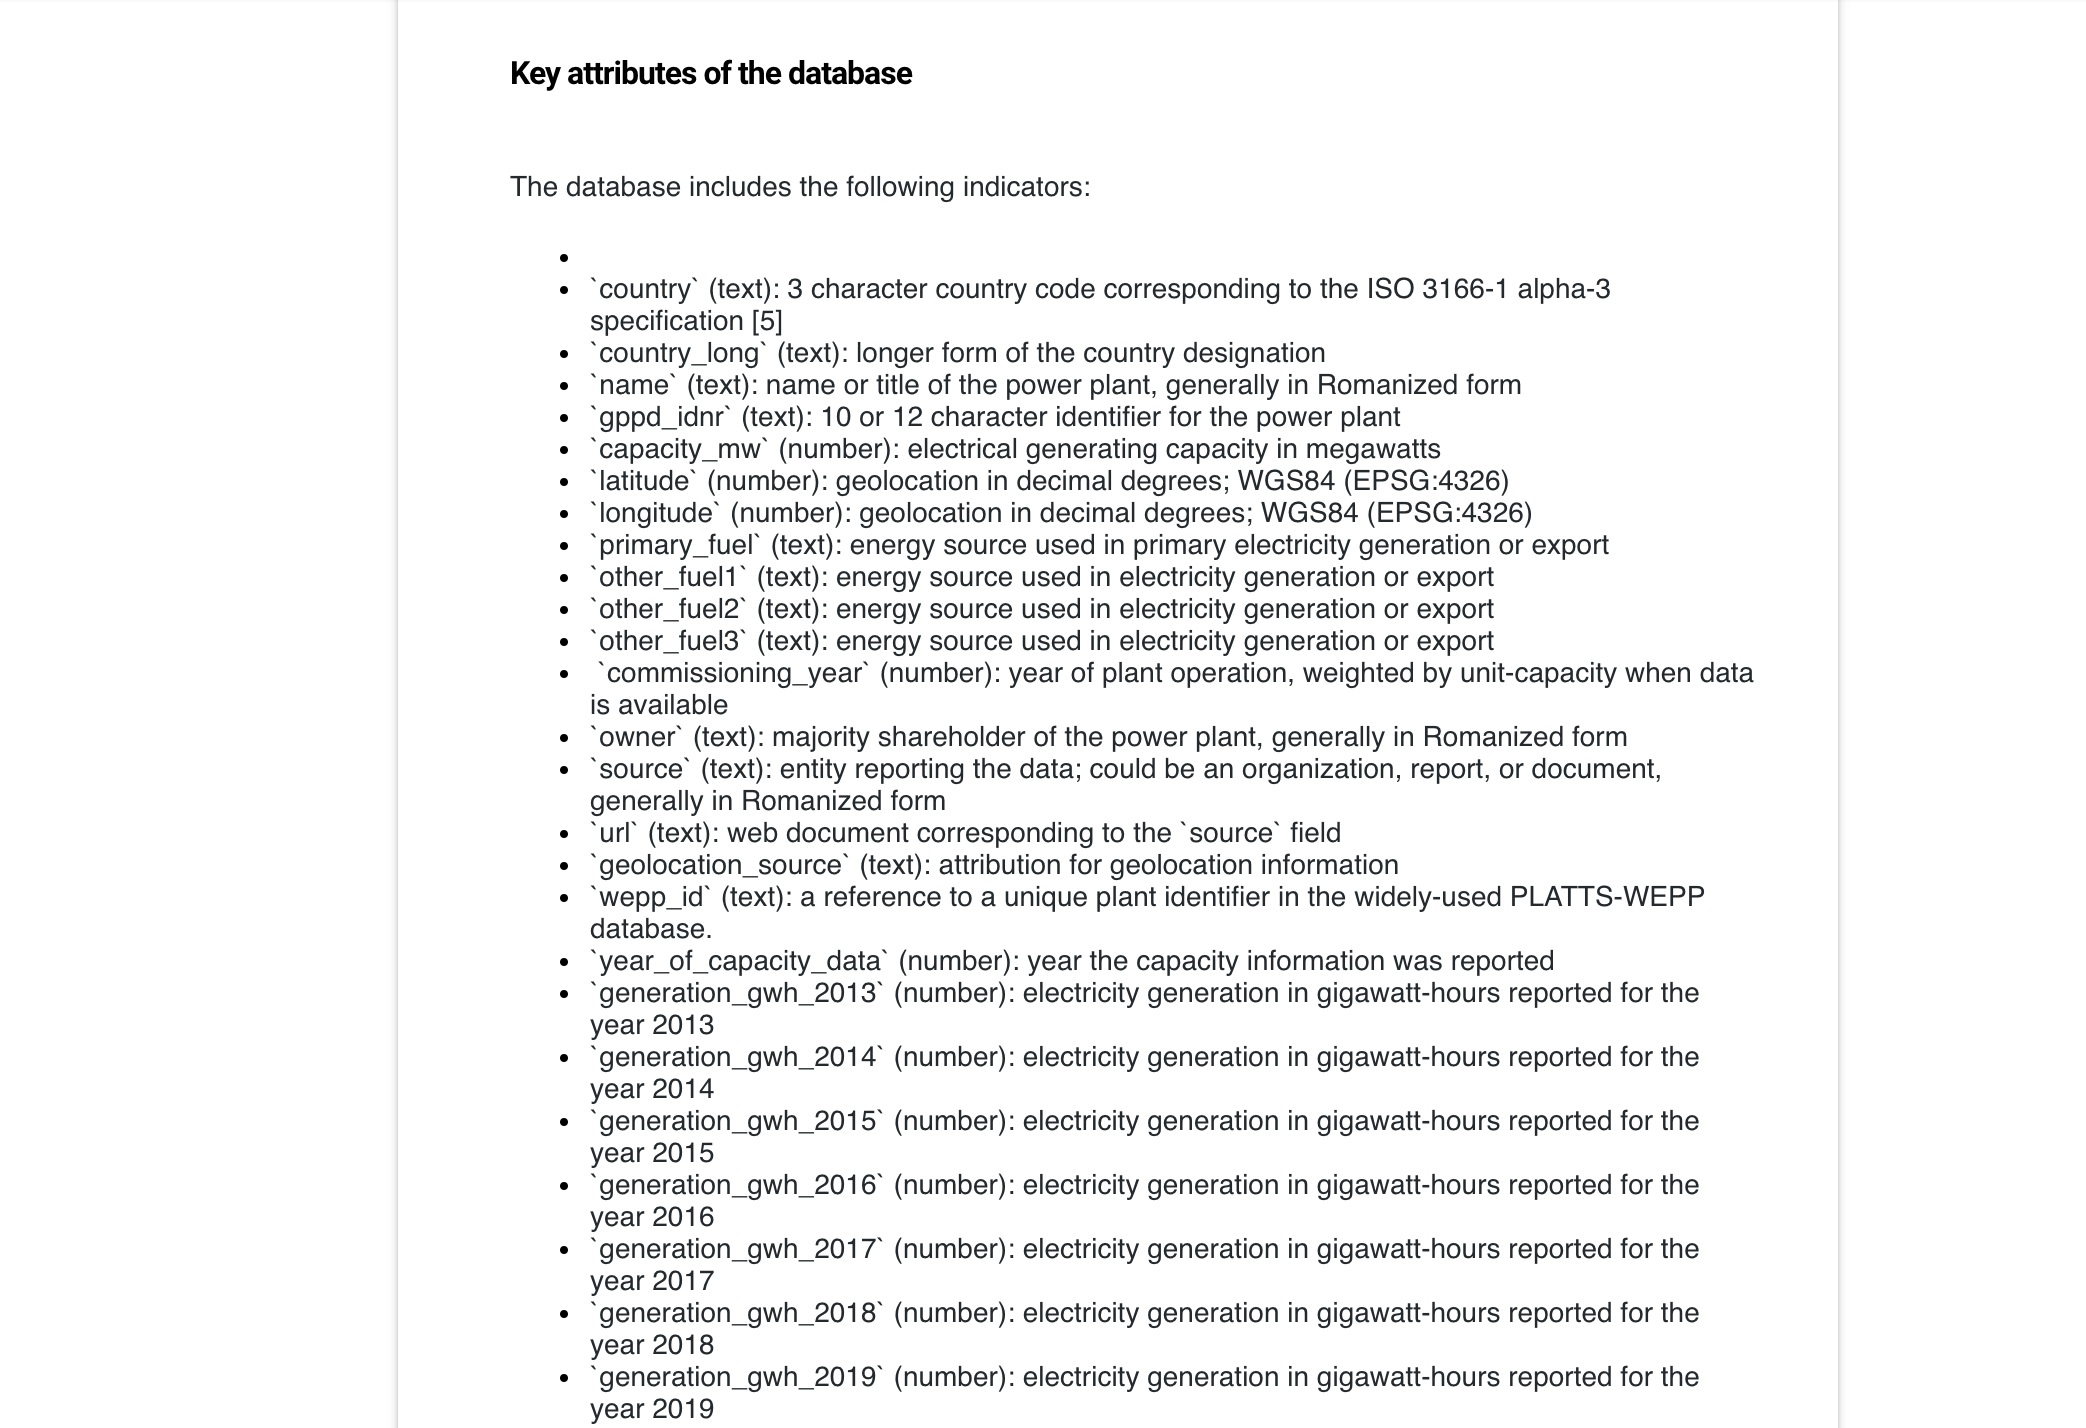 Key attributes of the database
The database includes the following indicators:
•
• `country` (text): 3 character country code corresponding to the ISO 3166-1 alpha-3
specification [5]
• `country_long` (text): longer form of the country designation
• `name` (text): name or title of the power plant, generally in Romanized form
• `gppd_idnr` (text): 10 or 12 character identifier for the power plant
• `capacity_mw` (number): electrical generating capacity in megawatts
• `latitude` (number): geolocation in decimal degrees; WGS84 (EPSG:4326)
• `longitude` (number): geolocation in decimal degrees; WGS84 (EPSG:4326)
• `primary_fuel` (text): energy source used in primary electricity generation or export
• `other_fuel1` (text): energy source used in electricity generation or export
• `other_fuel2` (text): energy source used in electricity generation or export
• `other_fuel3` (text): energy source used in electricity generation or export
• `commissioning_year` (number): year of plant operation, weighted by unit-capacity when data
is available
• `owner` (text): majority shareholder of the power plant, generally in Romanized form
• `source` (text): entity reporting the data; could be an organization, report, or document,
generally in Romanized form
• `url` (text): web document corresponding to the `source` field
• `geolocation_source` (text): attribution for geolocation information
• `wepp_id` (text): a reference to a unique plant identifier in the widely-used PLATTS-WEPP
database.
• `year_of_capacity_data` (number): year the capacity information was reported
• `generation_gwh_2013` (number): electricity generation in gigawatt-hours reported for the
year 2013
• `generation_gwh_2014` (number): electricity generation in gigawatt-hours reported for the
year 2014
• `generation_gwh_2015` (number): electricity generation in gigawatt-hours reported for the
year 2015
• `generation_gwh_2016` (number): electricity generation in gigawatt-hours reported for the
year 2016
• `generation_gwh_2017` (number): electricity generation in gigawatt-hours reported for the
year 2017
• `generation_gwh_2018` (number): electricity generation in gigawatt-hours reported for the
year 2018
• `generation_gwh_2019` (number): electricity generation in gigawatt-hours reported for the
year 2019